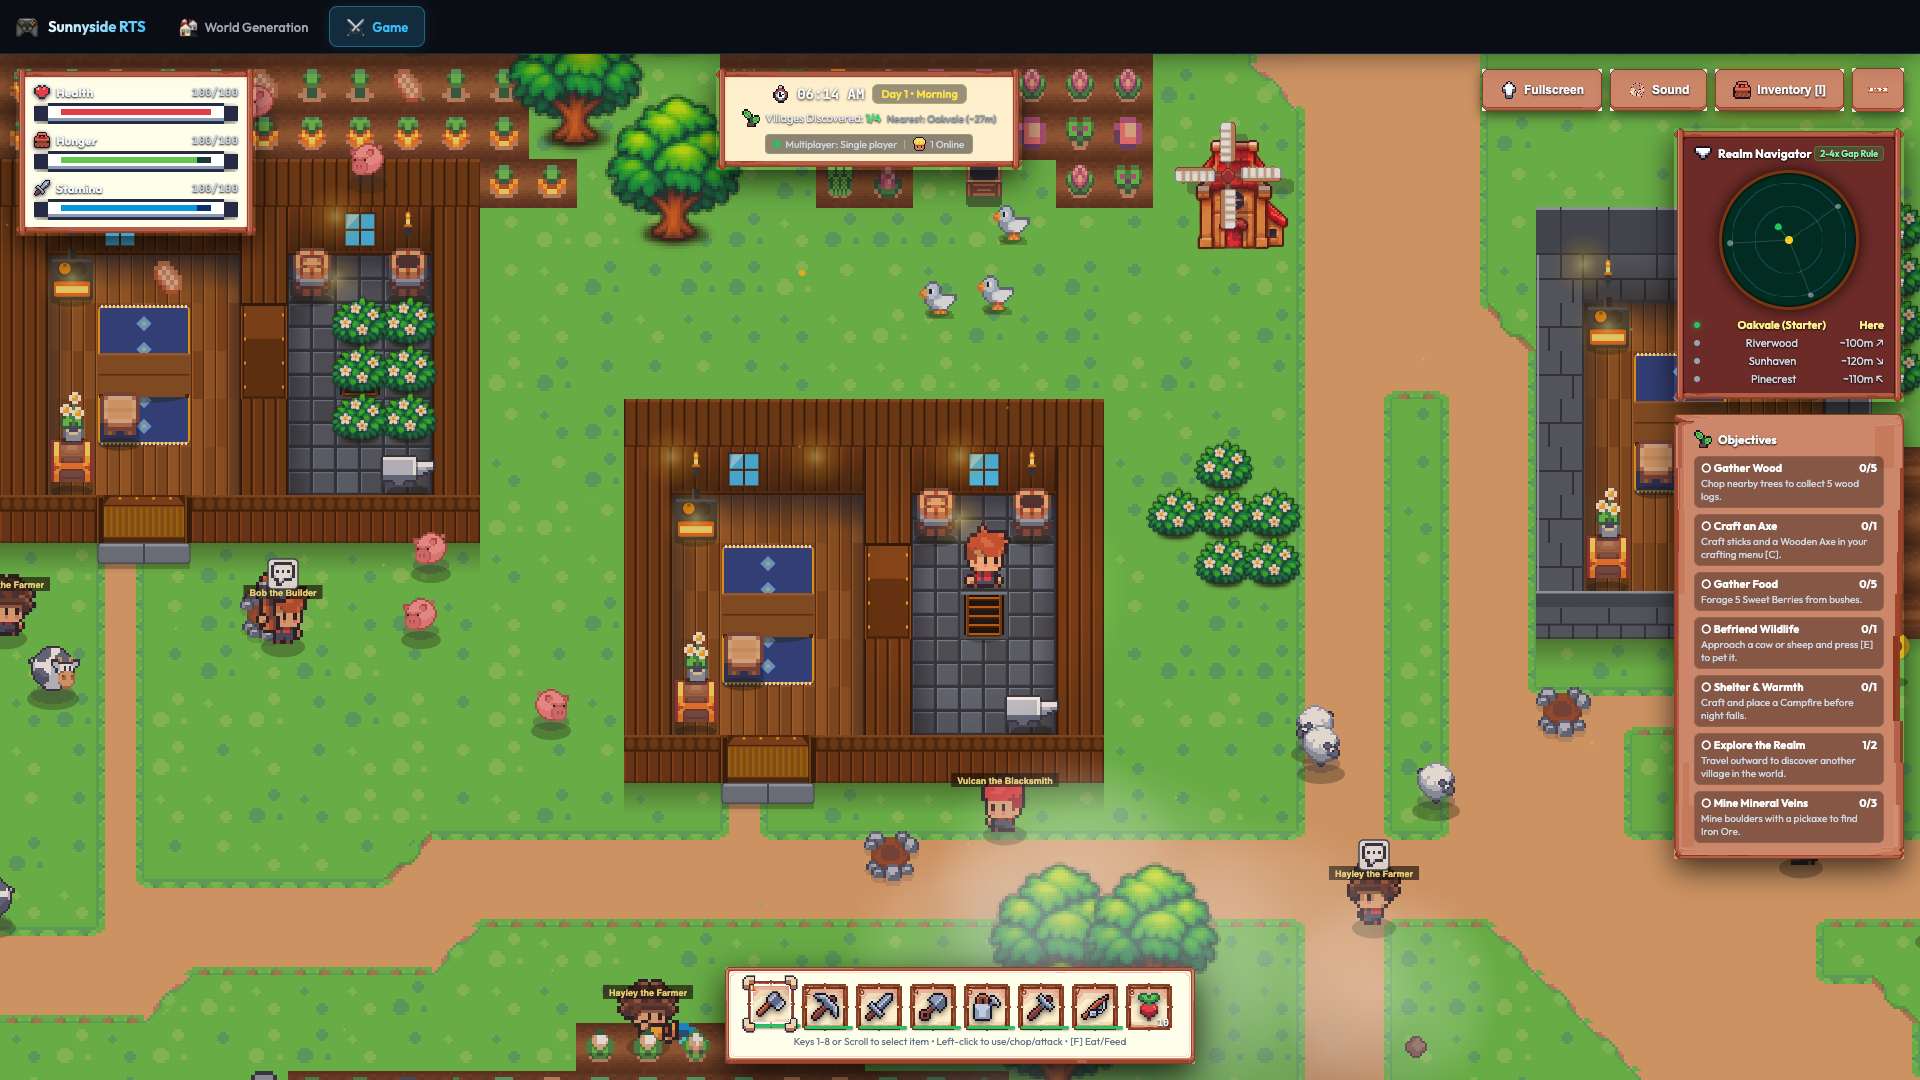 Sunnyside RTS
World Generation
Game
Health 100/100
Hunger 100/100
Stamina 100/100
06:14 AM Day 1 • Morning
Villages Discovered: 1/4 Nearest: Oakvale (~27m)
Multiplayer: Single player | 1 Online
Fullscreen
Sound
Inventory [I]
Realm Navigator 2-4x Gap Rule
Oakvale (Starter) Here
Riverwood ~100m ↗
Sunhaven ~120m ↘
Pinecrest ~110m ↖
Objectives
Gather Wood 0/5
Chop nearby trees to collect 5 wood
logs.
Craft an Axe 0/1
Craft sticks and a Wooden Axe in your
crafting menu [C].
Gather Food 0/5
Forage 5 Sweet Berries from bushes.
Befriend Wildlife 0/1
Approach a cow or sheep and press [E]
to pet it.
Shelter & Warmth 0/1
Craft and place a Campfire before
night falls.
Explore the Realm 1/2
Travel outward to discover another
village in the world.
Mine Mineral Veins 0/3
Mine boulders with a pickaxe to find
Iron Ore.
the Farmer
Bob the Builder
Vulcan the Blacksmith
Hayley the Farmer
Hayley the Farmer
10
Keys 1-8 or Scroll to select item • Left-click to use/chop/attack • [F] Eat/Feed